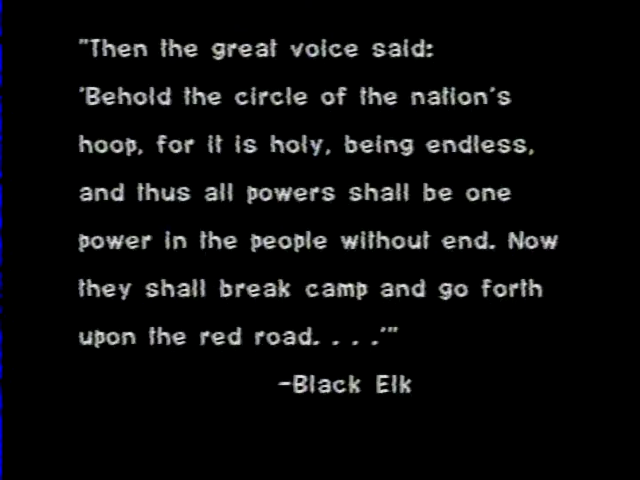 "Then the great voice said:
'Behold the circle of the nation's
hoop, for it is holy, being endless,
and thus all powers shall be one
power in the people without end. Now
they shall break camp and go forth
upon the red road. . . .'"
-Black Elk